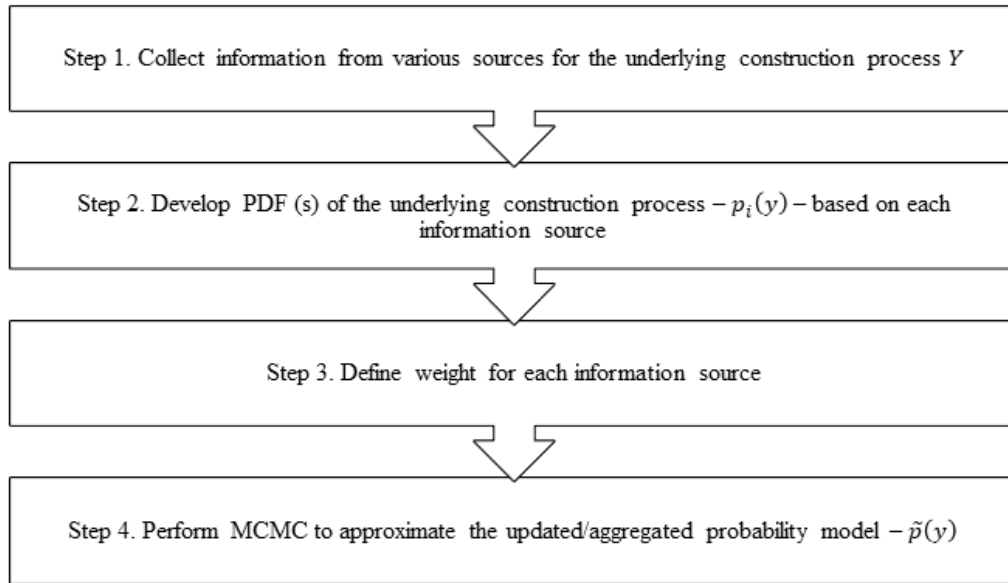 Step 1. Collect information from various sources for the underlying construction process Y
Step 2. Develop PDF (s) of the underlying construction process – pᵢ(y) – based on each
information source
Step 3. Define weight for each information source
Step 4. Perform MCMC to approximate the updated/aggregated probability model – p̃(y)